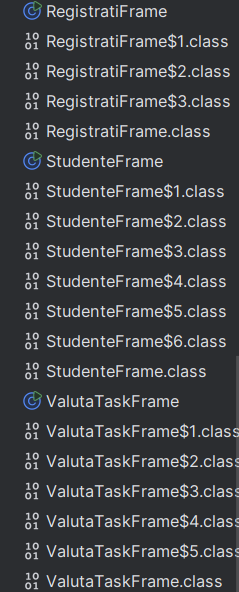 RegistratiFrame
RegistratiFrame$1.class
RegistratiFrame$2.class
RegistratiFrame$3.class
RegistratiFrame.class
StudenteFrame
StudenteFrame$1.class
StudenteFrame$2.class
StudenteFrame$3.class
StudenteFrame$4.class
StudenteFrame$5.class
StudenteFrame$6.class
StudenteFrame.class
ValutaTaskFrame
ValutaTaskFrame$1.class
ValutaTaskFrame$2.class
ValutaTaskFrame$3.class
ValutaTaskFrame$4.class
ValutaTaskFrame$5.class
ValutaTaskFrame.class